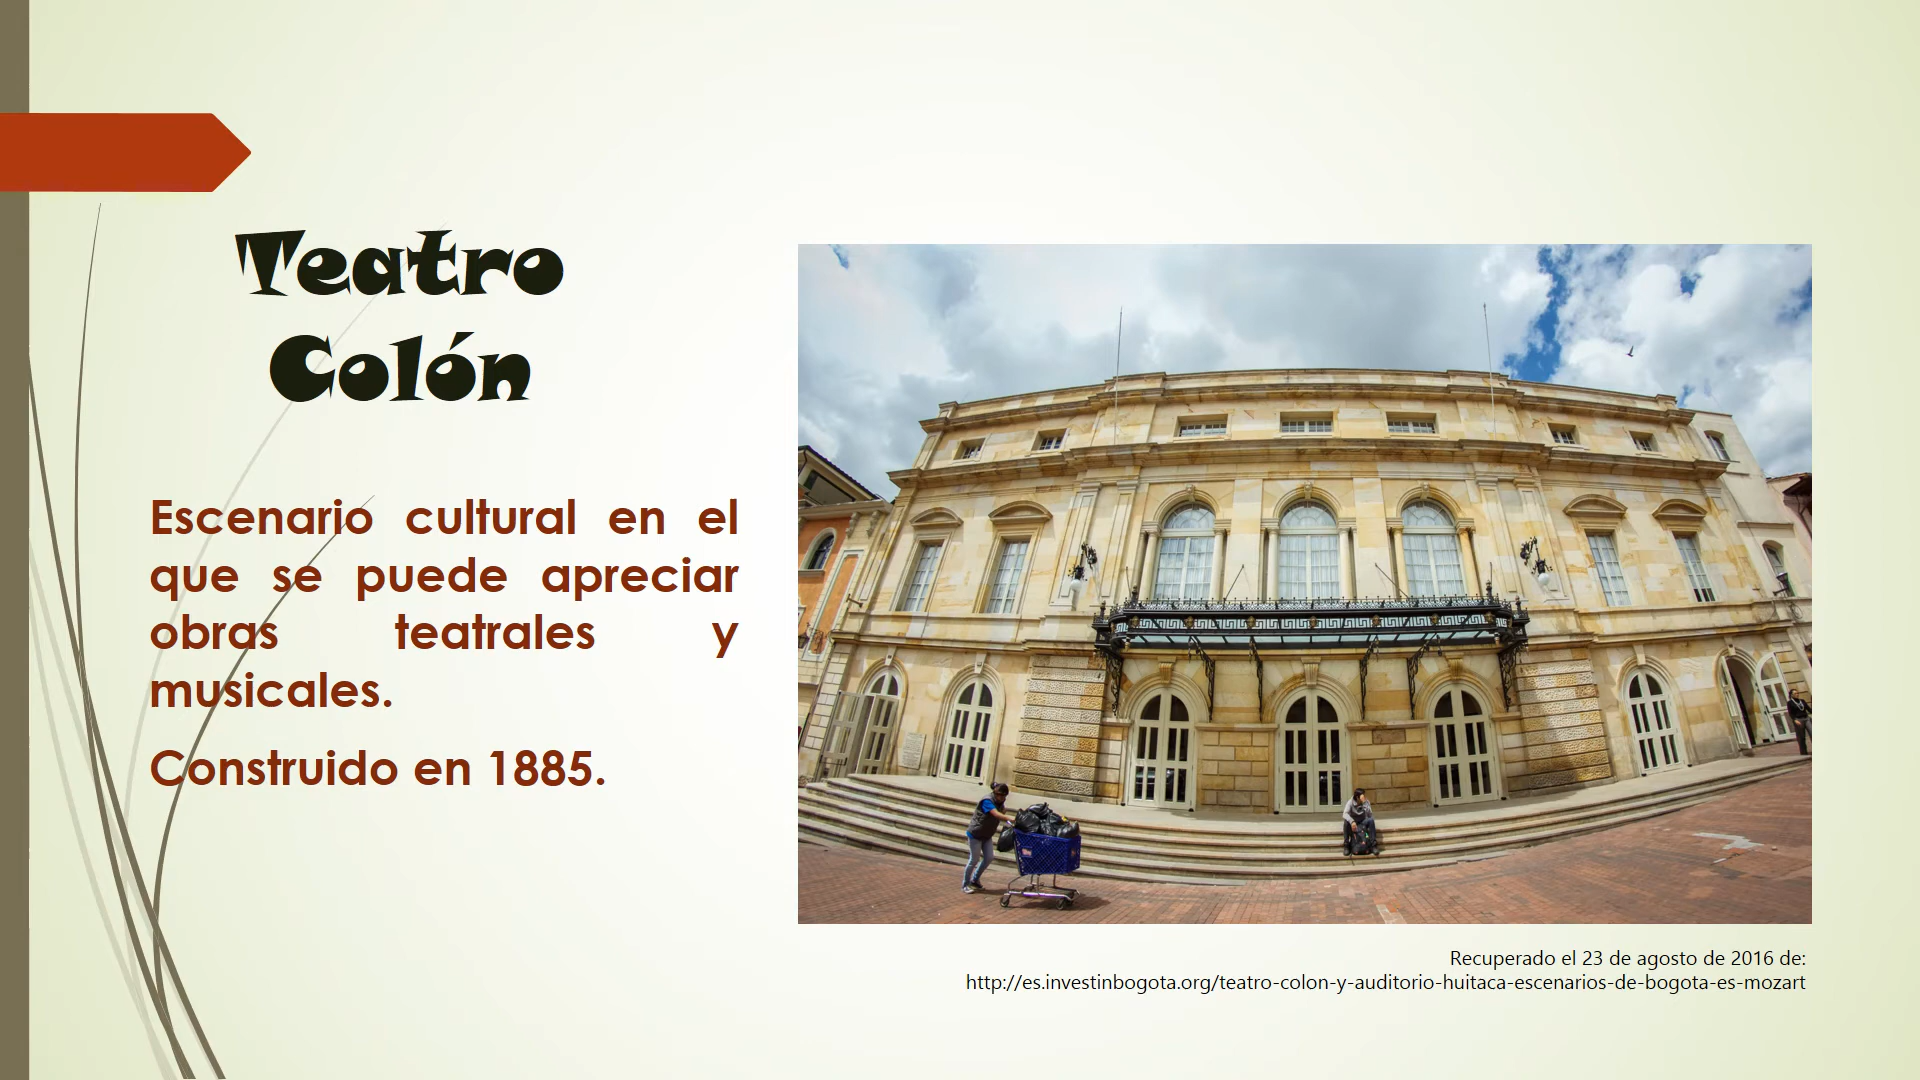 Teatro
Colón
Escenario cultural en el
que se puede apreciar
obras teatrales y
musicales.
Construido en 1885.
Recuperado el 23 de agosto de 2016 de:
http://es.investinbogota.org/teatro-colon-y-auditorio-huitaca-escenarios-de-bogota-es-mozart